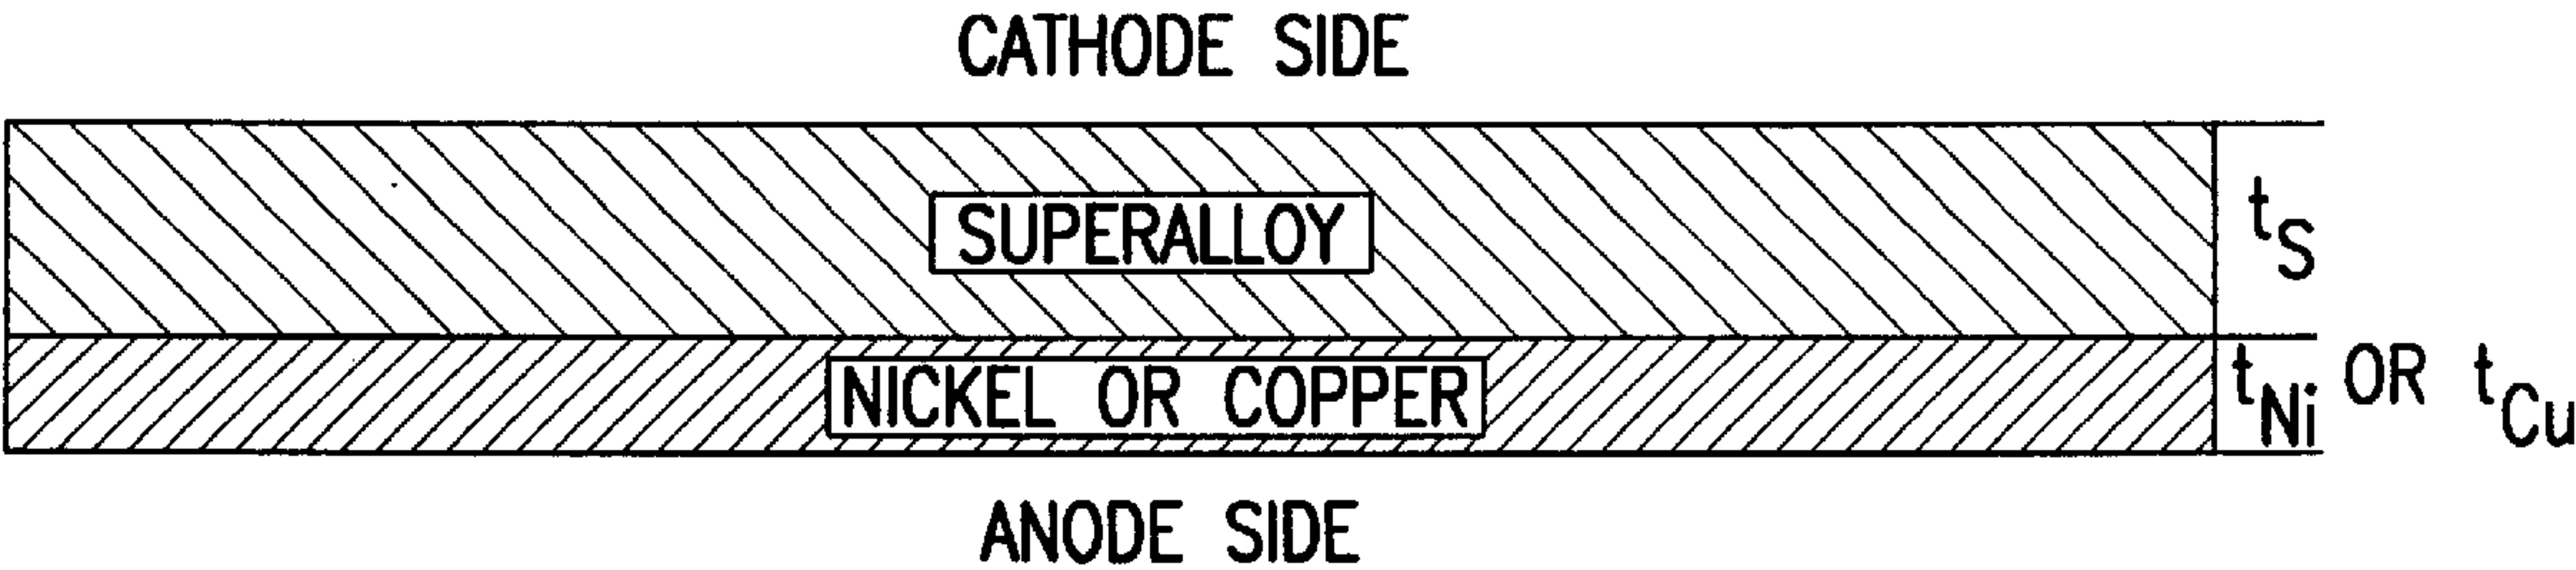 CATHODE SIDE
SUPERALLOY
tS
NICKEL OR COPPER
tNi OR tCu
ANODE SIDE